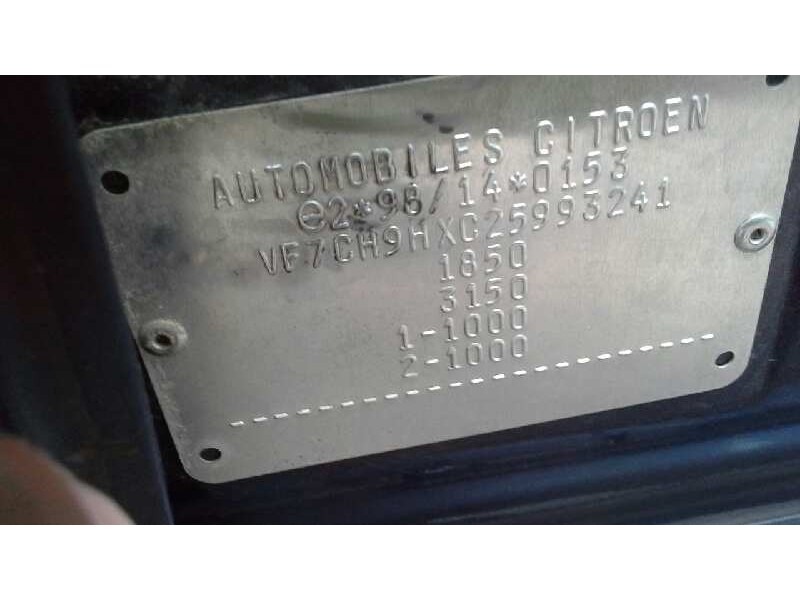 AUTOMOBILES CITROEN
e2*98/14*0153
VF7CH9HXC25993241
1850
3150
1-1000
2-1000